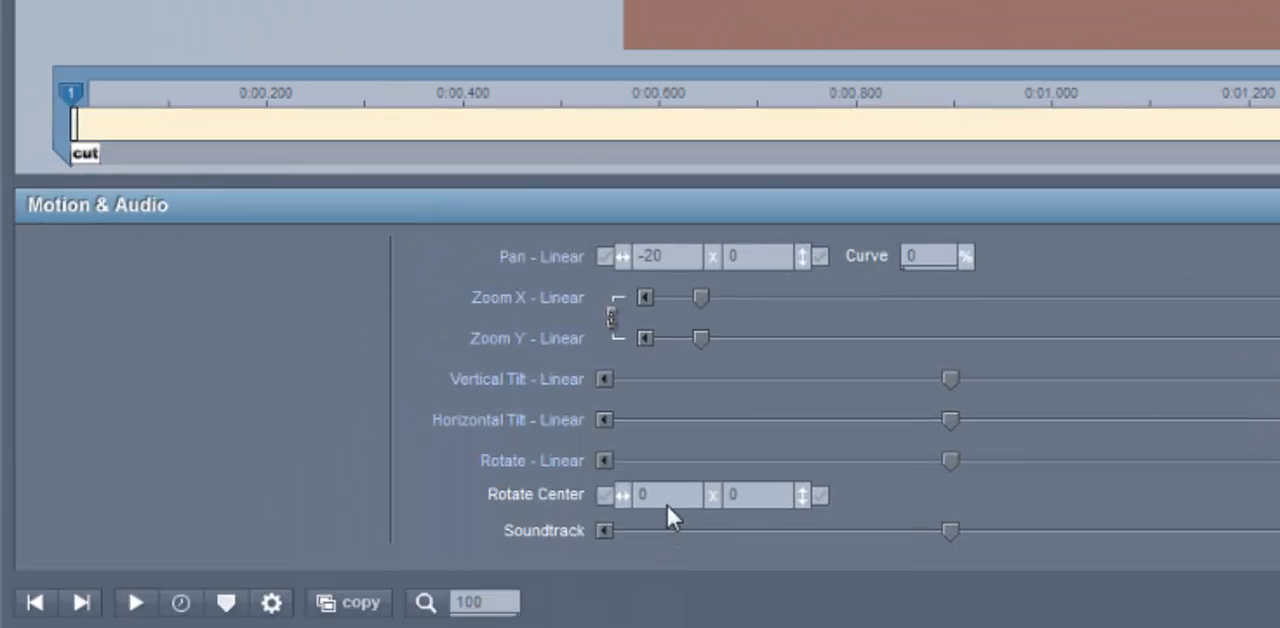 1 0:00,200 0:00,400 0:00,600 0:00,800 0:01,000 0:01,200
cut
Motion & Audio
Pan - Linear -20 x 0 Curve 0 %
Zoom X - Linear
Zoom Y - Linear
Vertical Tilt - Linear
Horizontal Tilt - Linear
Rotate - Linear
Rotate Center 0 x 0
Soundtrack
copy 100